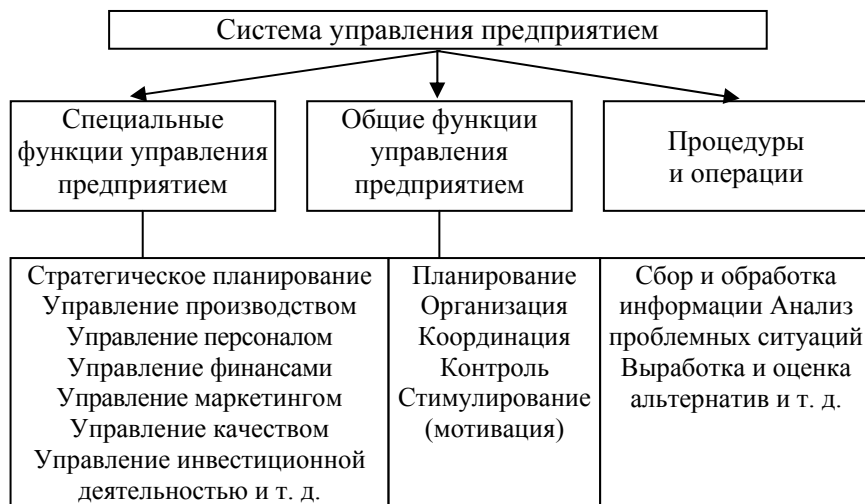 Система управления предприятием
Специальные
функции управления
предприятием
Общие функции
управления
предприятием
Процедуры
и операции
Стратегическое планирование
Управление производством
Управление персоналом
Управление финансами
Управление маркетингом
Управление качеством
Управление инвестиционной
деятельностью и т. д.
Планирование
Организация
Координация
Контроль
Стимулирование
(мотивация)
Сбор и обработка
информации Анализ
проблемных ситуаций
Выработка и оценка
альтернатив и т. д.